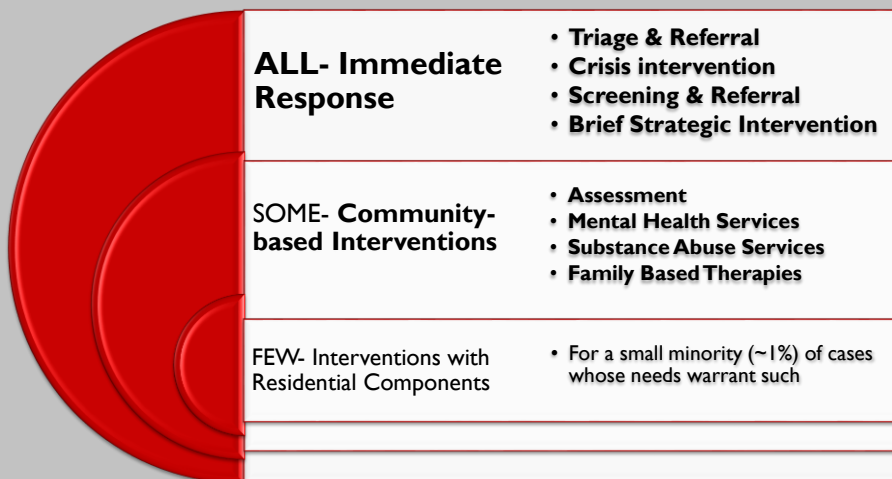 ALL- Immediate
Response
• Triage & Referral
• Crisis intervention
• Screening & Referral
• Brief Strategic Intervention
SOME- Community-
based Interventions
• Assessment
• Mental Health Services
• Substance Abuse Services
• Family Based Therapies
FEW- Interventions with
Residential Components
• For a small minority (~1%) of cases
whose needs warrant such